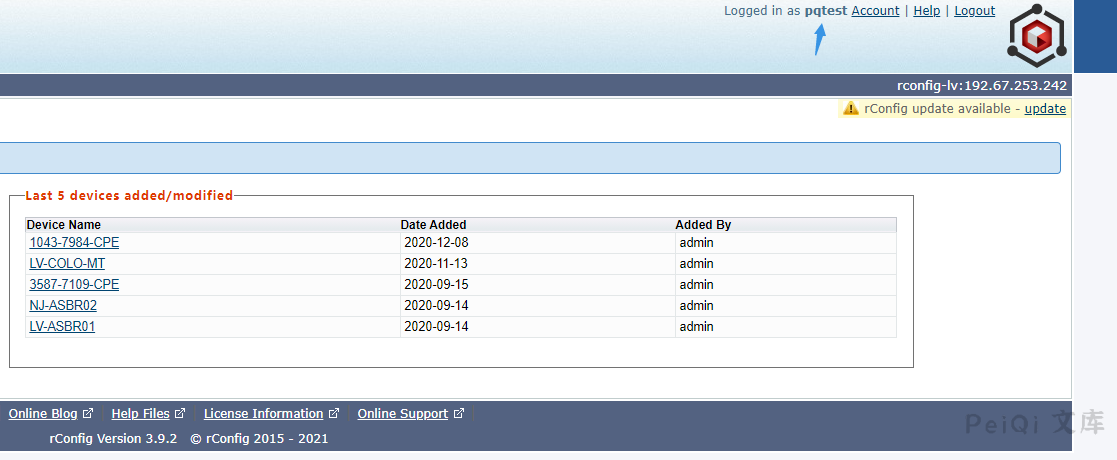 Logged in as pqtest Account | Help | Logout
rconfig-lv:192.67.253.242
rConfig update available - update
Last 5 devices added/modified
Device Name Date Added Added By
1043-7984-CPE 2020-12-08 admin
LV-COLO-MT 2020-11-13 admin
3587-7109-CPE 2020-09-15 admin
NJ-ASBR02 2020-09-14 admin
LV-ASBR01 2020-09-14 admin
Online Blog Help Files License Information Online Support
rConfig Version 3.9.2 © rConfig 2015 - 2021
PeiQi 文库